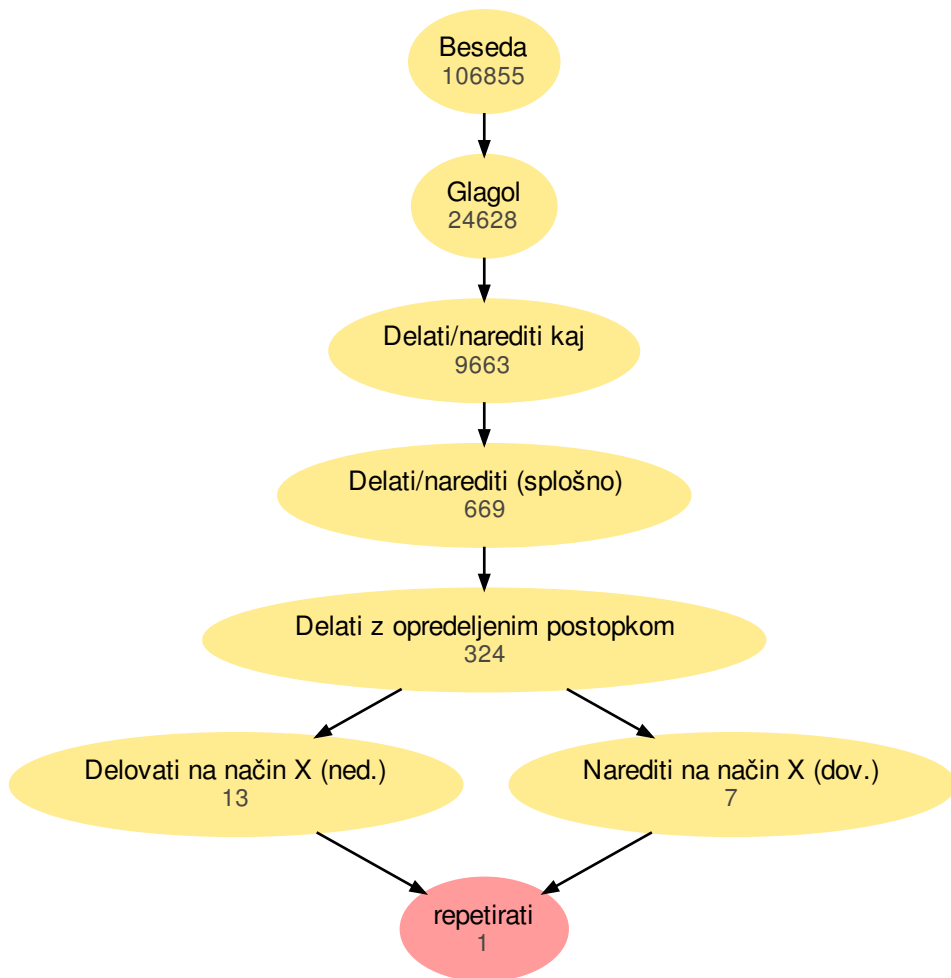 Beseda
106855
Glagol
24628
Delati/narediti kaj
9663
Delati/narediti (splošno)
669
Delati z opredeljenim postopkom
324
Delovati na način X (ned.)
13
Narediti na način X (dov.)
7
repetirati
1